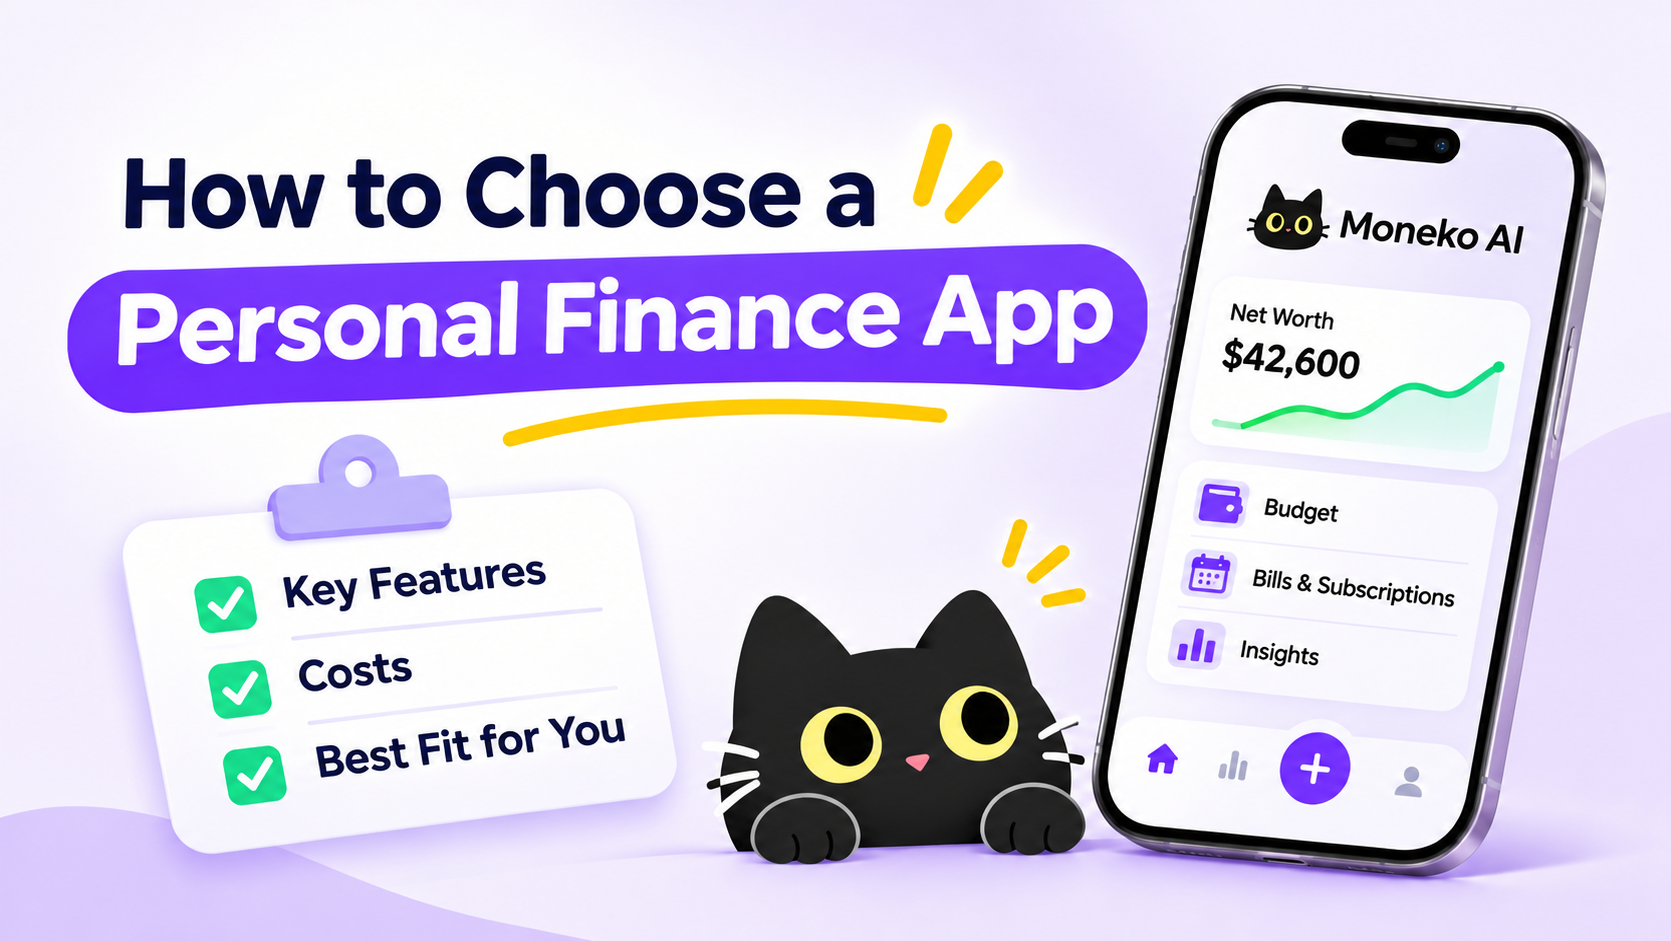 How to Choose a
Personal Finance App
Key Features
Costs
Best Fit for You
Moneko AI
Net Worth
$42,600
Budget
Bills & Subscriptions
Insights